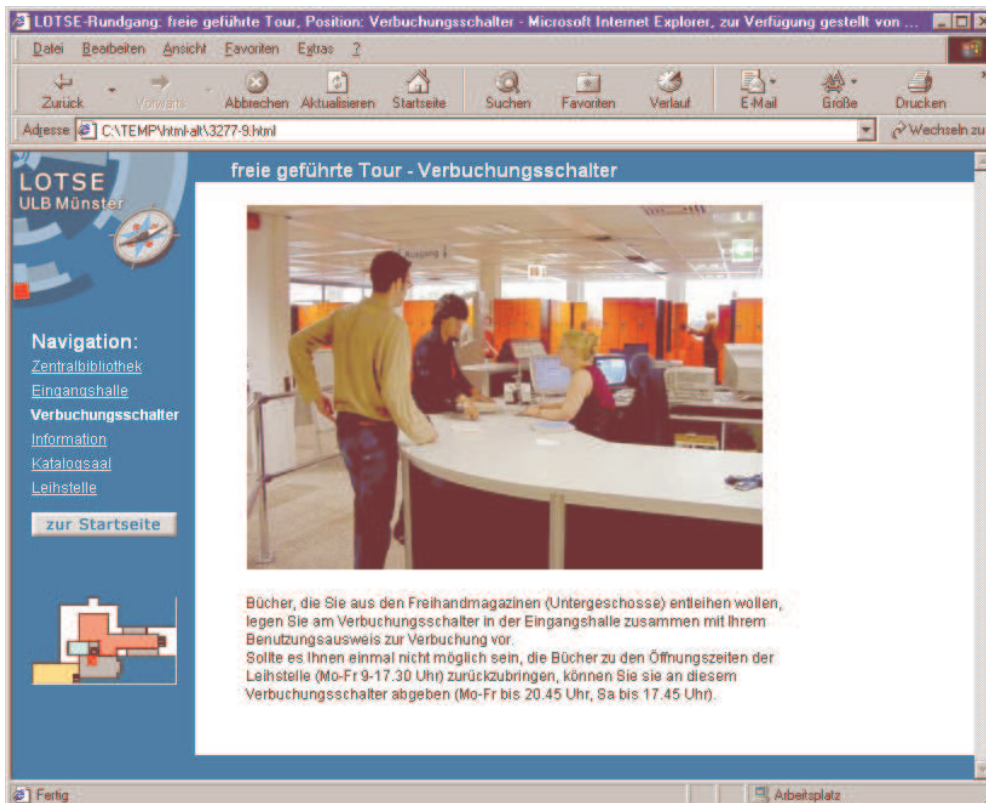 LOTSE-Rundgang: freie geführte Tour, Position: Verbuchungsschalter - Microsoft Internet Explorer, zur Verfügung gestellt von ...
Datei Bearbeiten Ansicht Favoriten Extras ?
Zurück Vorwärts Abbrechen Aktualisieren Startseite Suchen Favoriten Verlauf E-Mail Größe Drucken
Adresse C:\TEMP\html-alt\3277-9.html Wechseln zu
LOTSE
ULB Münster
freie geführte Tour - Verbuchungsschalter
Ausgang
Navigation:
Zentralbibliothek
Eingangshalle
Verbuchungsschalter
Information
Katalogsaal
Leihstelle
zur Startseite
Bücher, die Sie aus den Freihandmagazinen (Untergeschosse) entleihen wollen,
legen Sie am Verbuchungsschalter in der Eingangshalle zusammen mit Ihrem
Benutzungsausweis zur Verbuchung vor.
Sollte es Ihnen einmal nicht möglich sein, die Bücher zu den Öffnungszeiten der
Leihstelle (Mo-Fr 9-17.30 Uhr) zurückzubringen, können Sie sie an diesem
Verbuchungsschalter abgeben (Mo-Fr bis 20.45 Uhr, Sa bis 17.45 Uhr).
Fertig Arbeitsplatz